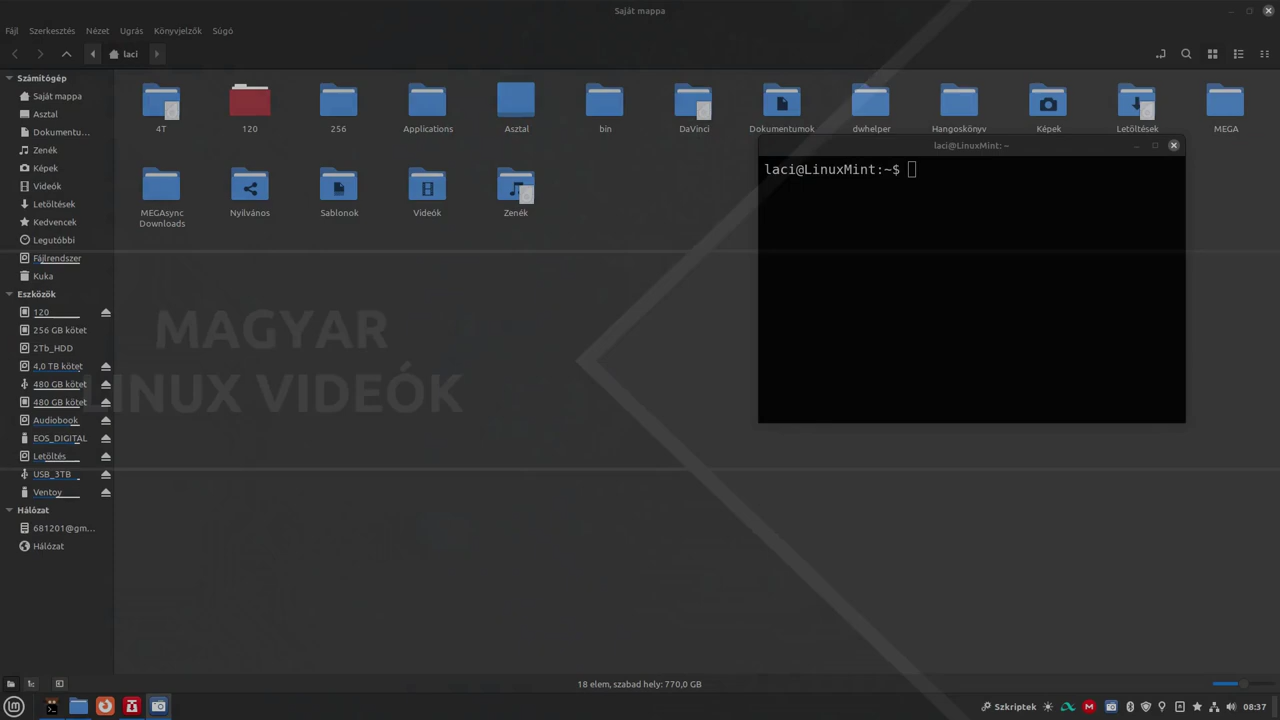 Saját mappa
Fájl Szerkesztés Nézet Ugrás Könyvjelzők Súgó
laci
Számítógép
Saját mappa
Asztal
Dokumentu...
Zenék
Képek
Videók
Letöltések
Kedvencek
Legutóbbi
Fájlrendszer
Kuka
Eszközök
120
256 GB kötet
2Tb_HDD
4,0 TB kötet
480 GB kötet
480 GB kötet
Audiobook
EOS_DIGITAL
Letöltés
USB_3TB
Ventoy
Hálózat
681201@gm...
Hálózat
4T 120 256 Applications Asztal bin DaVinci Dokumentumok dwhelper Hangoskönyv Képek Letöltések MEGA
MEGAsync Downloads Nyilvános Sablonok Videók Zenék
laci@LinuxMint: ~
laci@LinuxMint:~$
MAGYAR
LINUX VIDEÓK
18 elem, szabad hely: 770,0 GB
Szkriptek 08:37